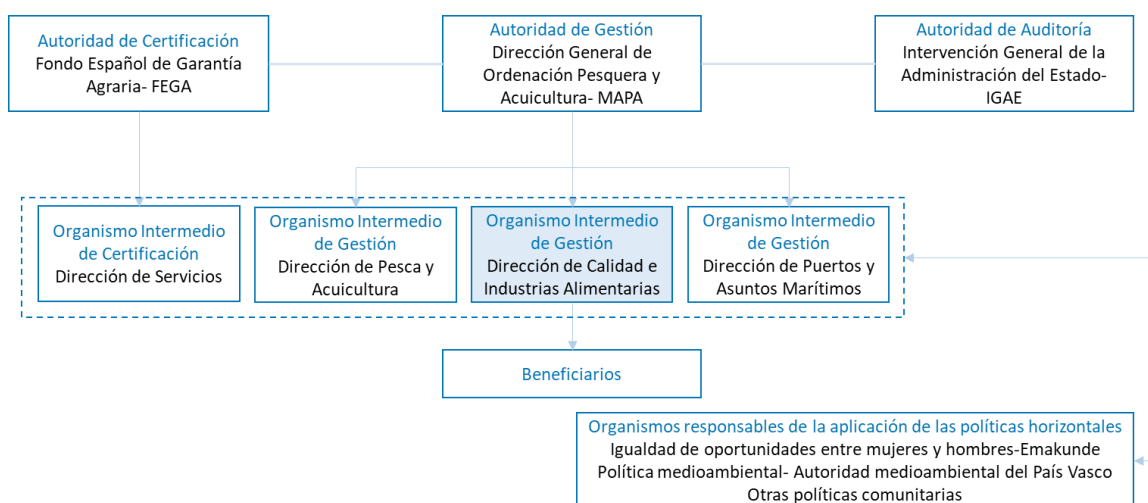 Autoridad de Certificación
Fondo Español de Garantía
Agraria- FEGA
Autoridad de Gestión
Dirección General de
Ordenación Pesquera y
Acuicultura- MAPA
Autoridad de Auditoría
Intervención General de la
Administración del Estado-
IGAE
Organismo Intermedio
de Certificación
Dirección de Servicios
Organismo Intermedio
de Gestión
Dirección de Pesca y
Acuicultura
Organismo Intermedio
de Gestión
Dirección de Calidad e
Industrias Alimentarias
Organismo Intermedio
de Gestión
Dirección de Puertos y
Asuntos Marítimos
Beneficiarios
Organismos responsables de la aplicación de las políticas horizontales
Igualdad de oportunidades entre mujeres y hombres-Emakunde
Política medioambiental- Autoridad medioambiental del País Vasco
Otras políticas comunitarias